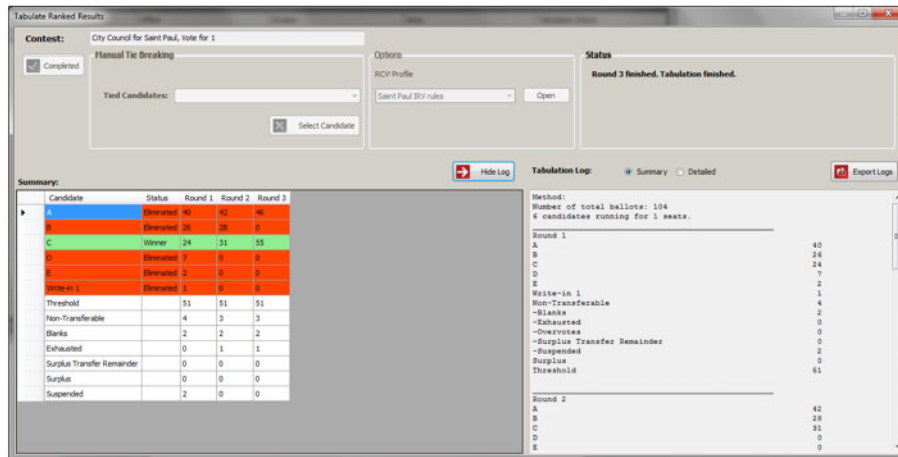 Tabulate Ranked Results
Contest: City Council for Saint Paul, Vote for 1
Completed
Manual Tie Breaking
Tied Candidates:
Select Candidate
Options
RCV Profile
Saint Paul IRV rules
Open
Status
Round 3 finished. Tabulation finished.
Hide Log
Tabulation Log: Summary Detailed
Export Logs
Summary:
Candidate Status Round 1 Round 2 Round 3
A Eliminated 40 42 46
B Eliminated 26 28 0
C Winner 24 31 55
D Eliminated 7 0 0
E Eliminated 2 0 0
Write-in 1 Eliminated 1 0 0
Threshold 51 51 51
Non-Transferable 4 3 3
Blanks 2 2 2
Exhausted 0 1 1
Surplus Transfer Remainder 0 0 0
Surplus 0 0 0
Suspended 2 0 0
Method:
Number of total ballots: 104
6 candidates running for 1 seats.
Round 1
A 40
B 26
C 24
D 7
E 2
Write-in 1 1
Non-Transferable 4
-Blanks 2
-Exhausted 0
-Overvotes 0
-Surplus Transfer Remainder 0
-Suspended 2
Surplus 0
Threshold 51
Round 2
A 42
B 28
C 31
D 0
E 0